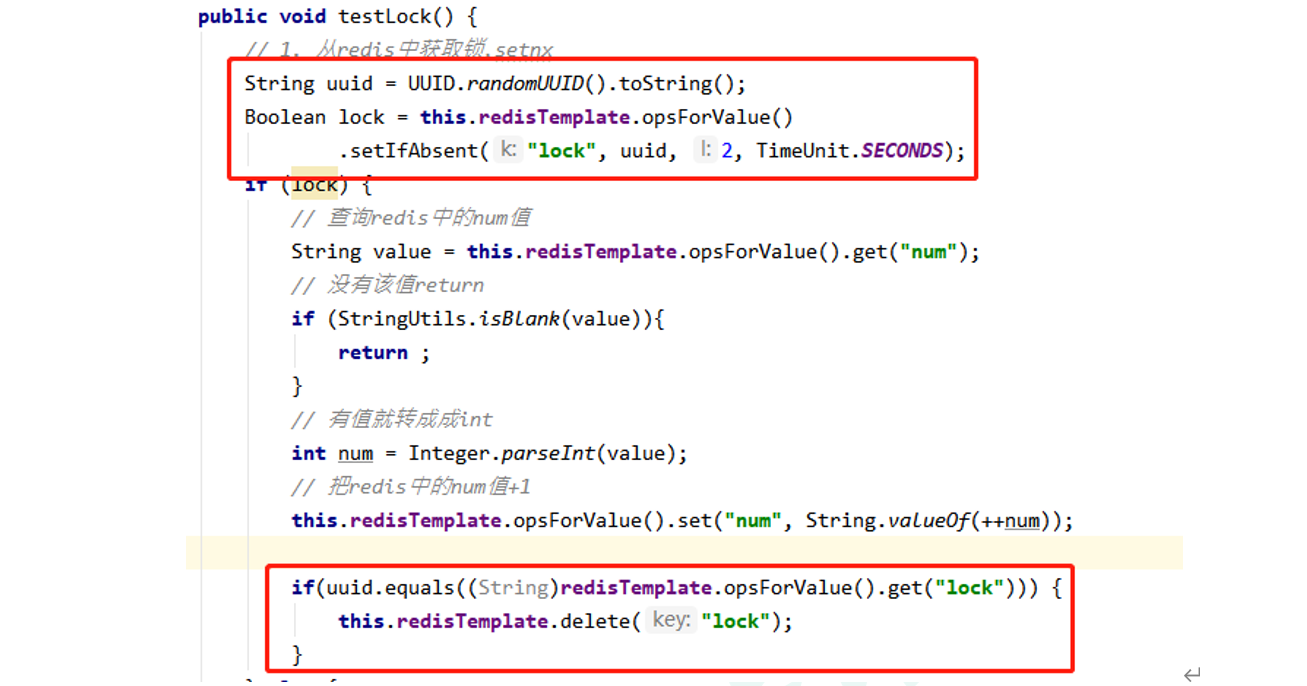 public void testLock() {
// 1. 从redis中获取锁,setnx
String uuid = UUID.randomUUID().toString();
Boolean lock = this.redisTemplate.opsForValue()
.setIfAbsent( k: "lock", uuid, l: 2, TimeUnit.SECONDS);
if (lock) {
// 查询redis中的num值
String value = this.redisTemplate.opsForValue().get("num");
// 没有该值return
if (StringUtils.isBlank(value)){
return ;
}
// 有值就转成成int
int num = Integer.parseInt(value);
// 把redis中的num值+1
this.redisTemplate.opsForValue().set("num", String.valueOf(++num));
if(uuid.equals((String)redisTemplate.opsForValue().get("lock"))) {
this.redisTemplate.delete( key: "lock");
}